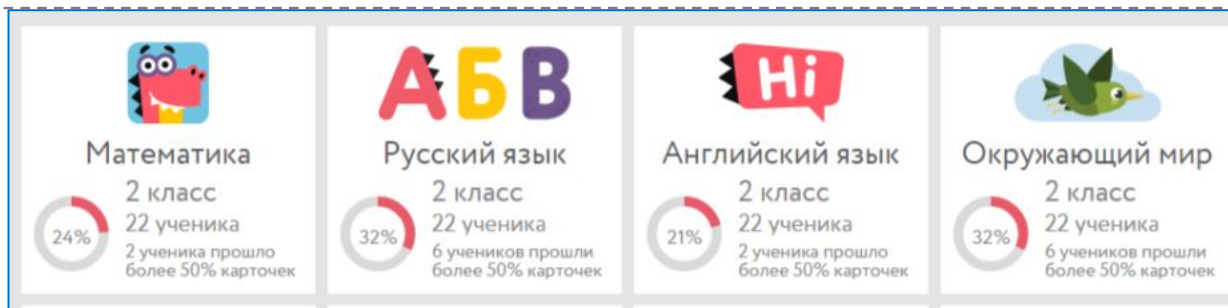 АБВ
Hi
Математика
2 класс
22 ученика
24%
2 ученика прошло
более 50% карточек
Русский язык
2 класс
22 ученика
32%
6 учеников прошли
более 50% карточек
Английский язык
2 класс
22 ученика
21%
2 ученика прошло
более 50% карточек
Окружающий мир
2 класс
22 ученика
32%
6 учеников прошли
более 50% карточек